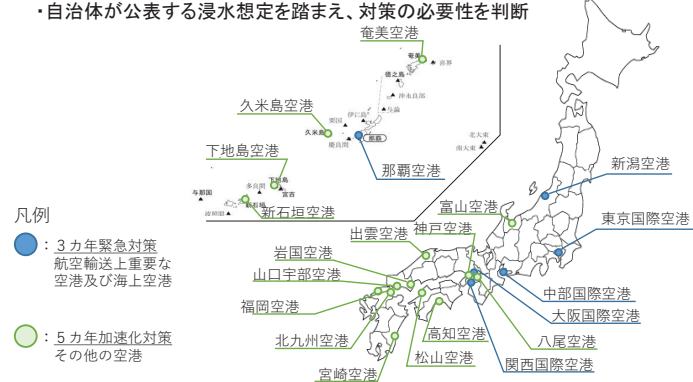 ・自治体が公表する浸水想定を踏まえ、対策の必要性を判断
奄美空港
奄美
喜界
徳之島
沖永良部
与論
久米島空港
伊江島
粟国
久米島
那覇
慶良間
北大東
南大東
下地島空港
那覇空港
新潟空港
下地島
多良間
宮古
与那国
新石垣
波照間
新石垣空港
富山空港
東京国際空港
凡例
出雲空港
神戸空港
:３カ年緊急対策
航空輸送上重要な
空港及び海上空港
岩国空港
山口宇部空港
中部国際空港
福岡空港
大阪国際空港
:５カ年加速化対策
その他の空港
北九州空港
高知空港
八尾空港
松山空港
関西国際空港
宮崎空港